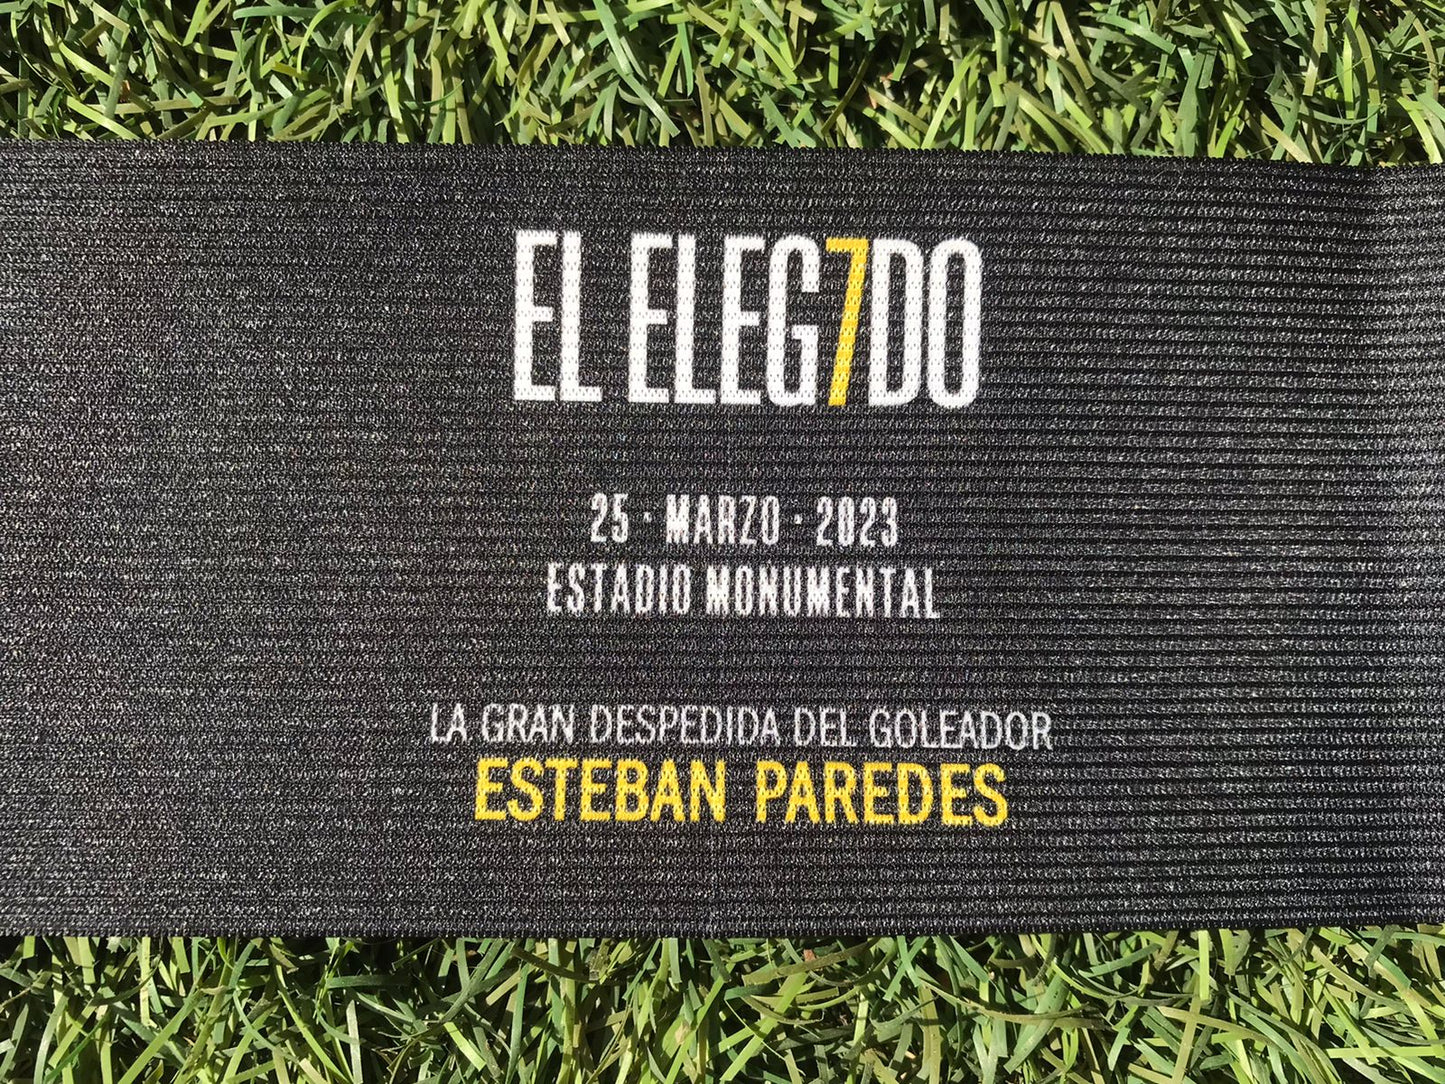 EL ELEG7DO
25 · MARZO · 2023
ESTADIO MONUMENTAL
LA GRAN DESPEDIDA DEL GOLEADOR
ESTEBAN PAREDES